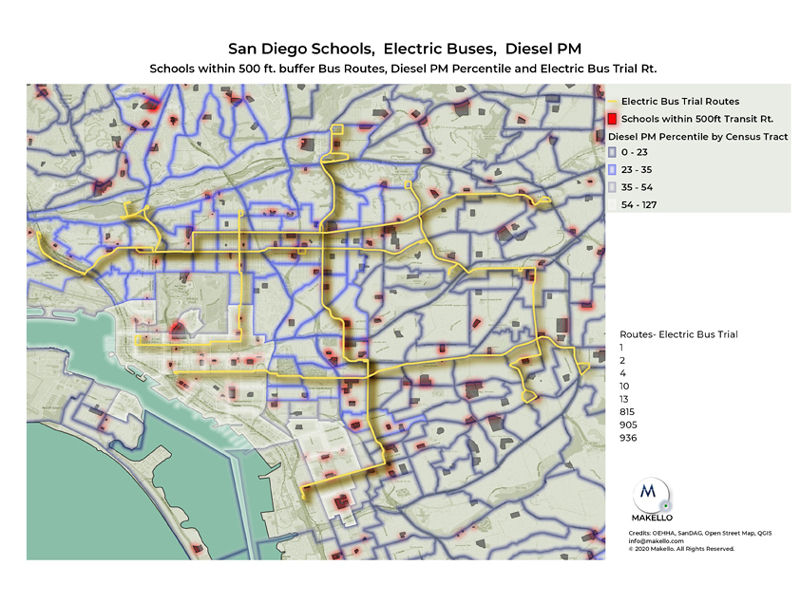 San Diego Schools, Electric Buses, Diesel PM
Schools within 500 ft. buffer Bus Routes, Diesel PM Percentile and Electric Bus Trial Rt.
Electric Bus Trial Routes
Schools within 500ft Transit Rt.
Diesel PM Percentile by Census Tract
0 - 23
23 - 35
35 - 54
54 - 127
Routes- Electric Bus Trial
1
2
4
10
13
815
905
936
M
MAKELLO
Credits: OEHHA, SanDAG, Open Street Map, QGIS
info@makello.com
© 2020 Makello. All Rights Reserved.